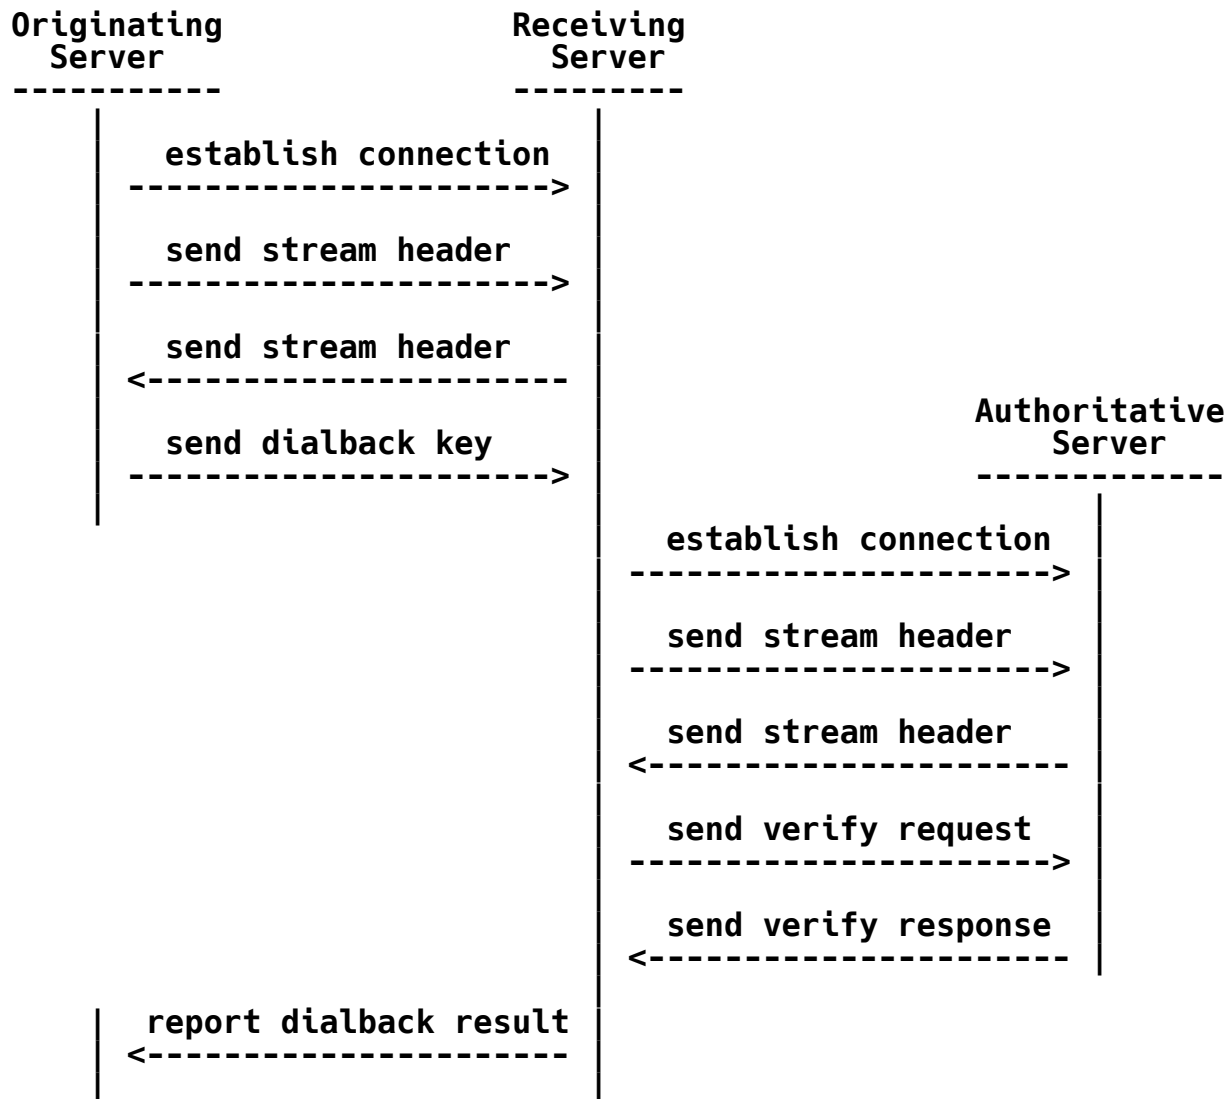 Originating                Receiving
  Server                     Server
-----------                ---------
    |                          |
    |   establish connection   |
    | ----------------------> |
    |                          |
    |   send stream header     |
    | ----------------------> |
    |                          |
    |   send stream header     |
    | <---------------------- |
    |                          |                   Authoritative
    |   send dialback key      |                       Server
    | ----------------------> |                   -------------
    |                          |                         |
                               |   establish connection  |
                               | ----------------------> |
                               |                         |
                               |   send stream header    |
                               | ----------------------> |
                               |                         |
                               |   send stream header    |
                               | <---------------------- |
                               |                         |
                               |   send verify request   |
                               | ----------------------> |
                               |                         |
                               |   send verify response  |
                               | <---------------------- |
                               |
    |  report dialback result  |
    | <---------------------- |
    |                          |